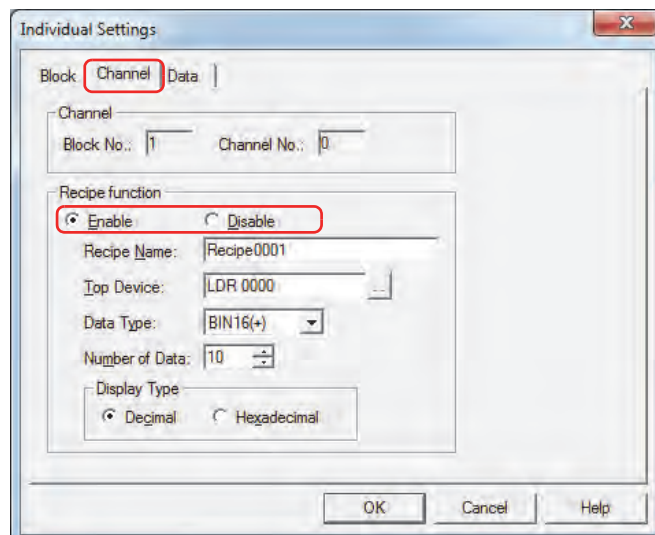 Individual Settings
Block Channel Data
Channel
Block No.: 1 Channel No.: 0
Recipe function
Enable Disable
Recipe Name: Recipe0001
Top Device: LDR 0000 ...
Data Type: BIN16(+)
Number of Data: 10
Display Type
Decimal Hexadecimal
OK Cancel Help